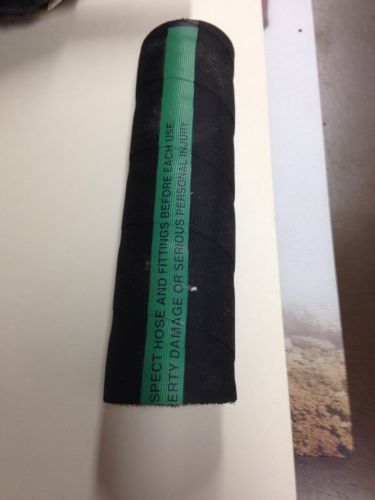 SPECT HOSE AND FITTINGS BEFORE EACH USE.
ERTY DAMAGE OR SERIOUS PERSONAL INJURY.